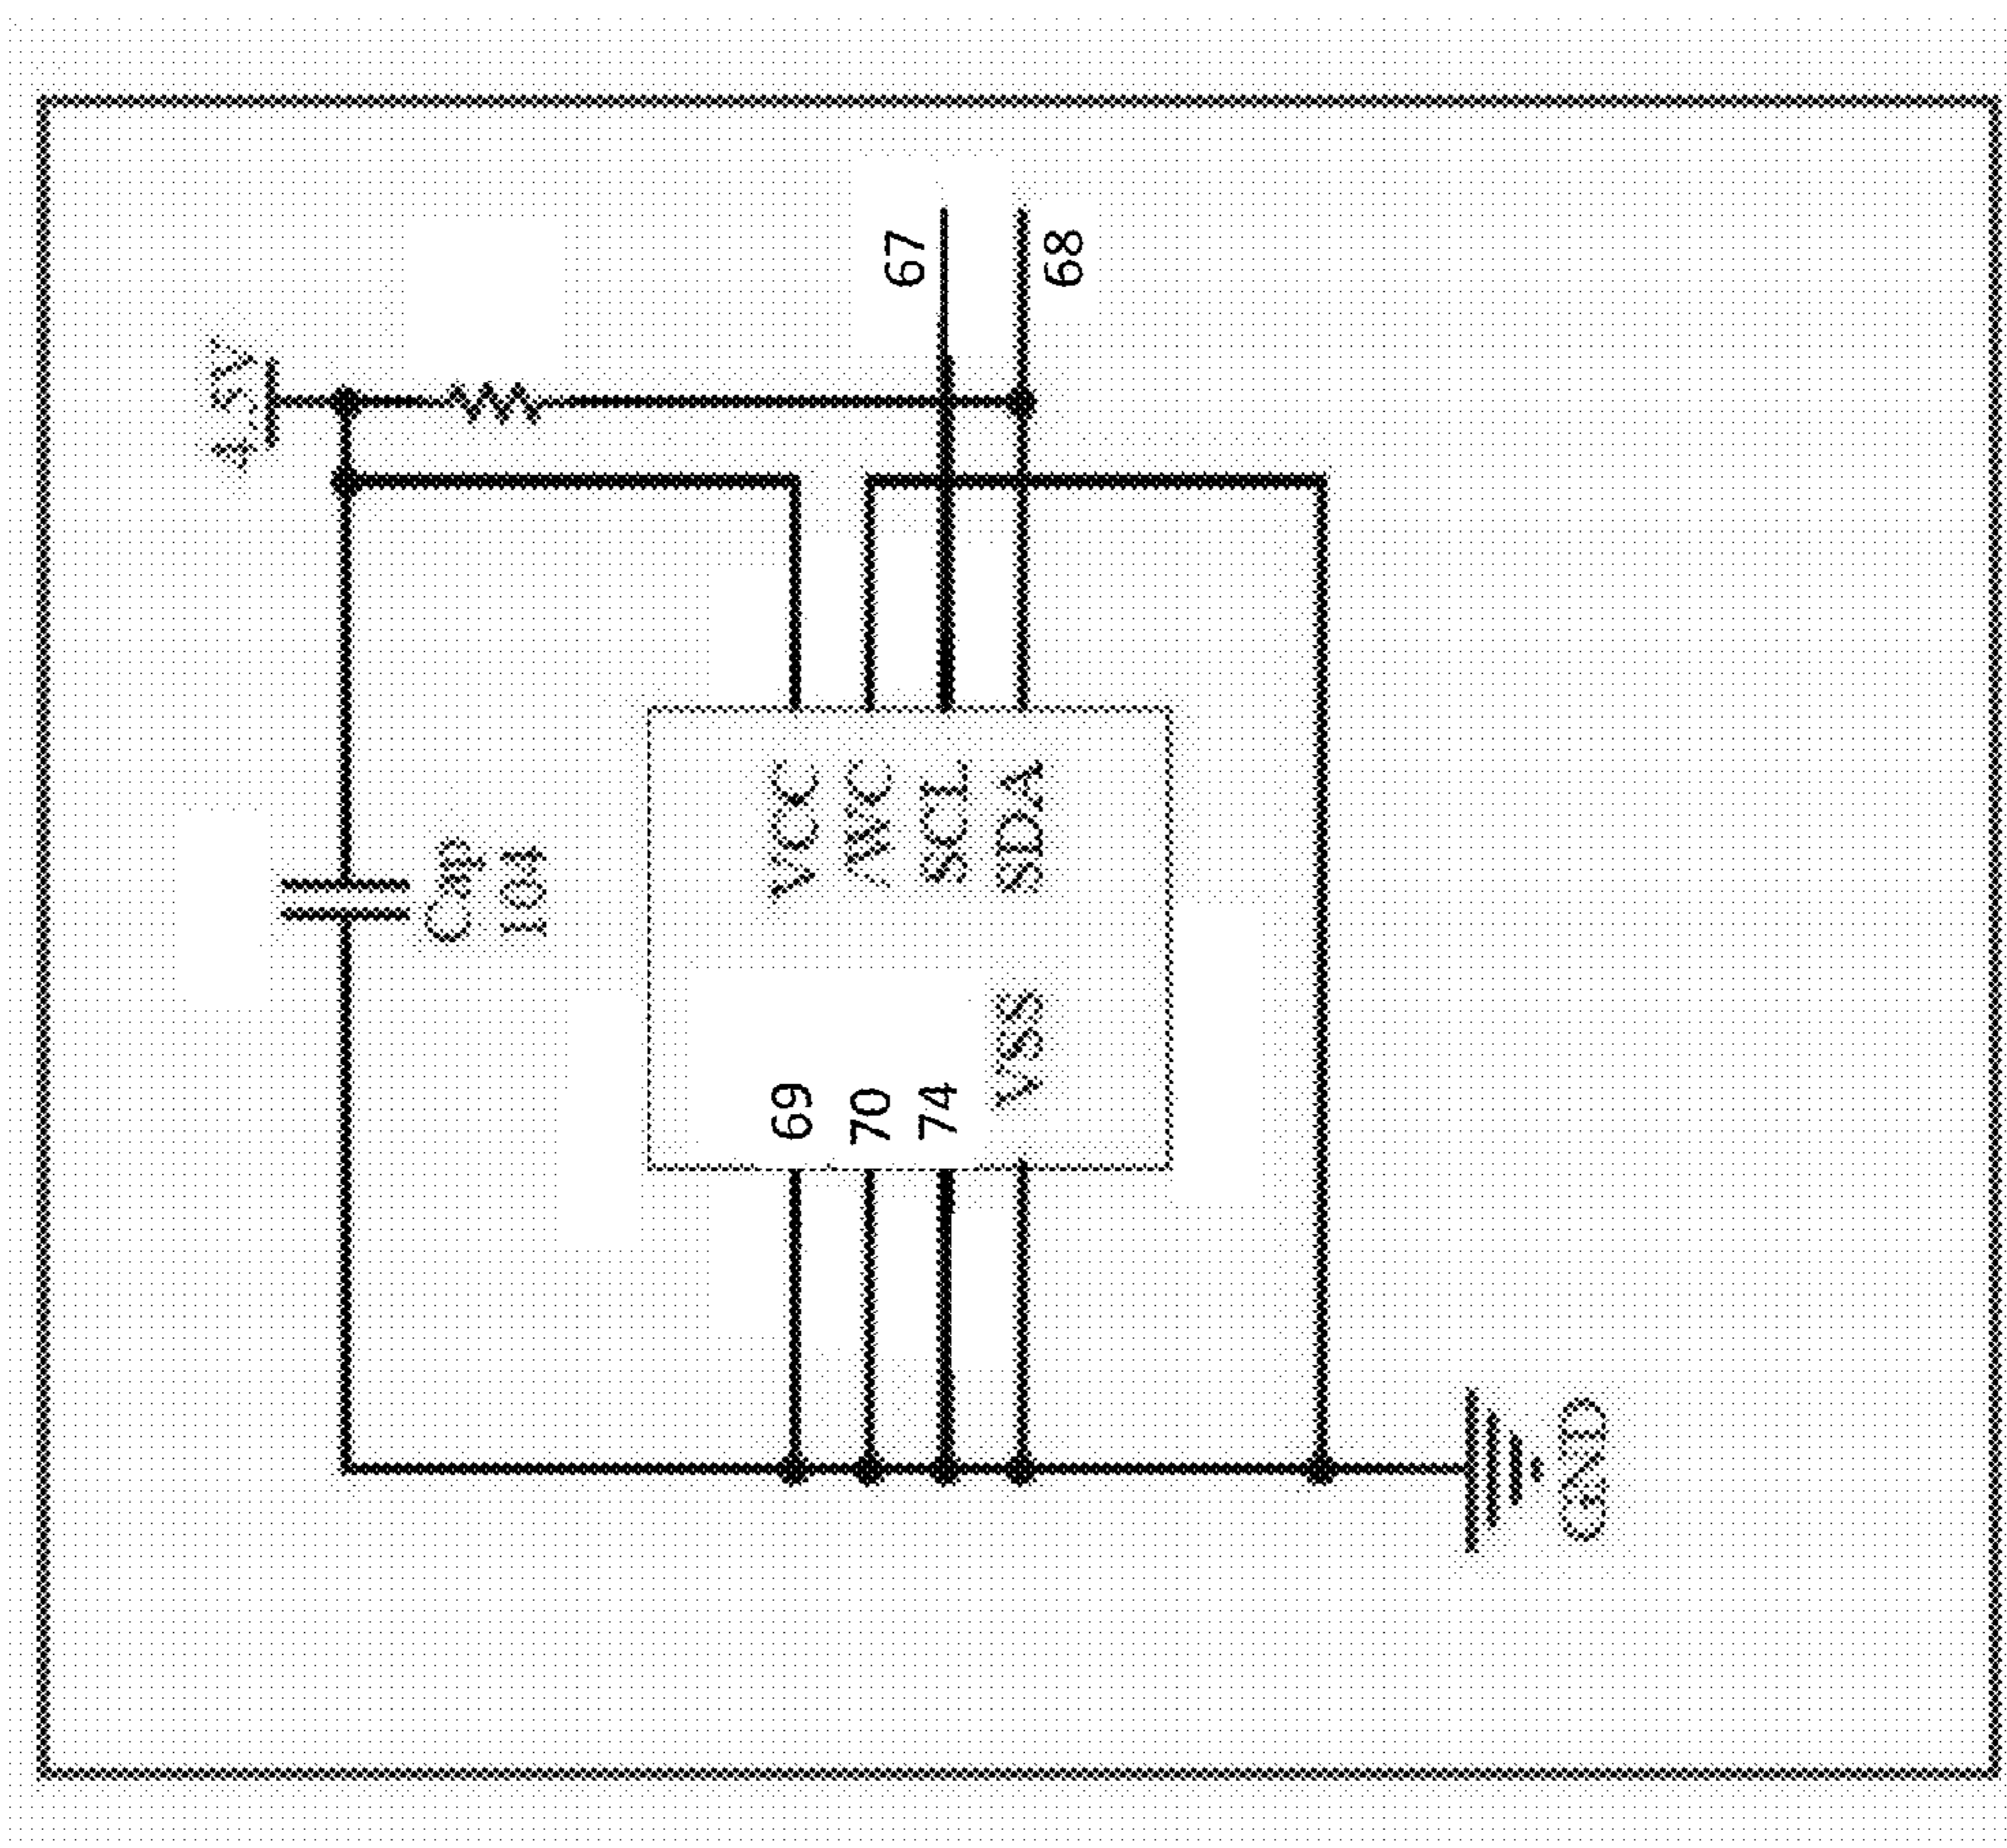 4.5V
Cap
104
69 VCC
70 /WC
67
74 SCL
VSS SDA
68
GND